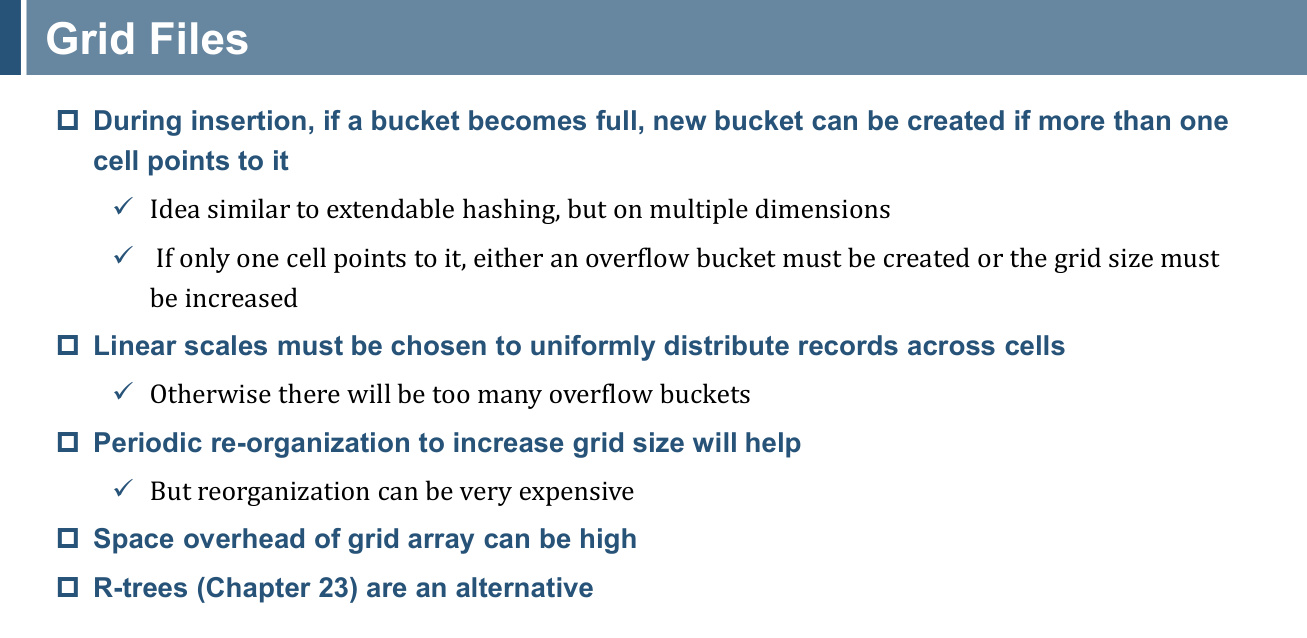 Grid Files
During insertion, if a bucket becomes full, new bucket can be created if more than one
cell points to it
Idea similar to extendable hashing, but on multiple dimensions
If only one cell points to it, either an overflow bucket must be created or the grid size must
be increased
Linear scales must be chosen to uniformly distribute records across cells
Otherwise there will be too many overflow buckets
Periodic re-organization to increase grid size will help
But reorganization can be very expensive
Space overhead of grid array can be high
R-trees (Chapter 23) are an alternative